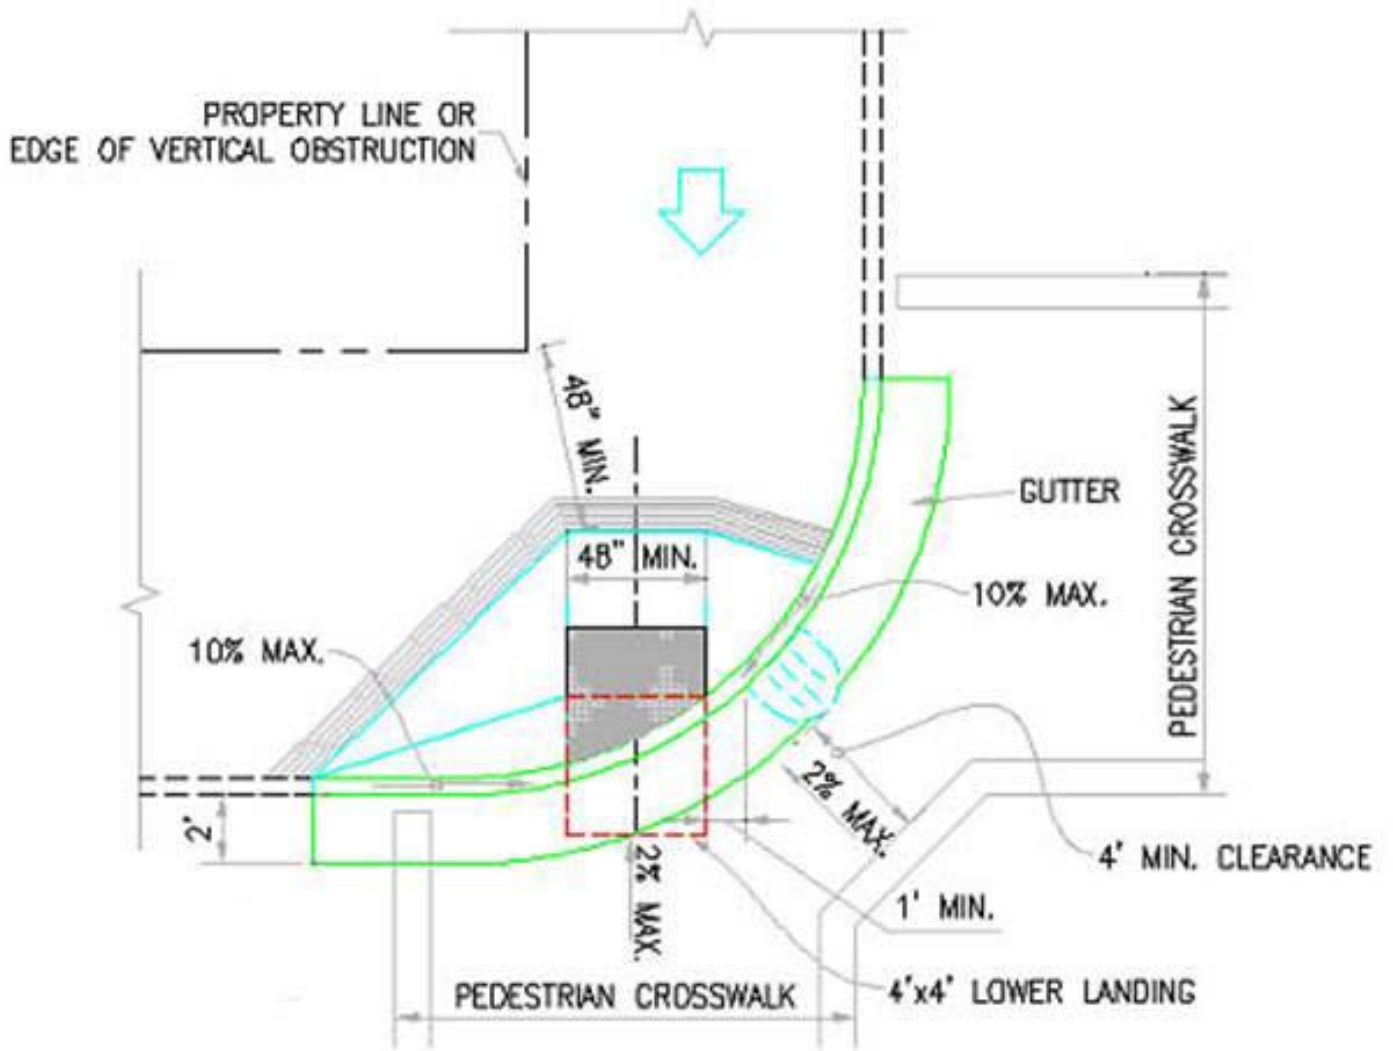 PROPERTY LINE OR
EDGE OF VERTICAL OBSTRUCTION
48" MIN.
PEDESTRIAN CROSSWALK
GUTTER
48" MIN.
10% MAX.
10% MAX.
2% MAX.
2'
2% MAX.
4' MIN. CLEARANCE
1' MIN.
4'x4' LOWER LANDING
PEDESTRIAN CROSSWALK